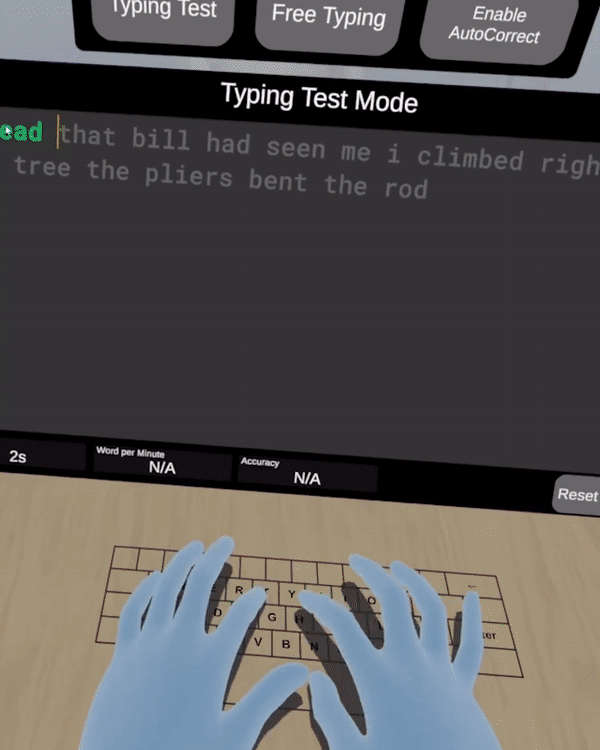 Typing Test
Free Typing
Enable
AutoCorrect
Typing Test Mode
ead that bill had seen me i climbed righ
tree the pliers bent the rod
2s
Word per Minute
N/A
Accuracy
N/A
Reset
R Y O
D G H
ter
V B N